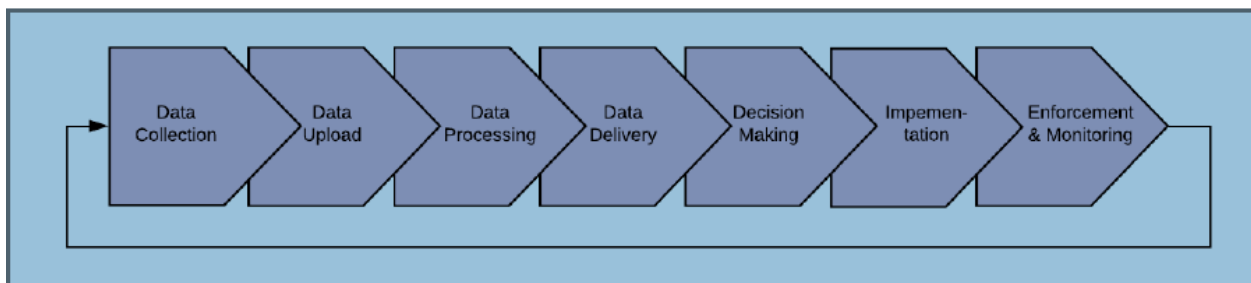 Data
Collection
Data
Upload
Data
Processing
Data
Delivery
Decision
Making
Impemen-
tation
Enforcement
& Monitoring